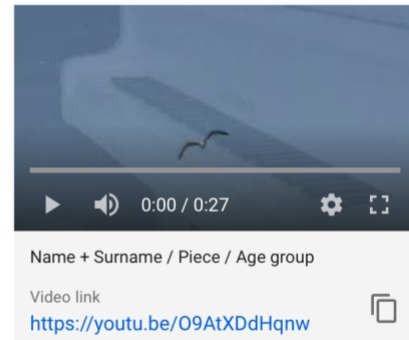 0:00 / 0:27
Name + Surname / Piece / Age group
Video link
https://youtu.be/O9AtXDdHqnw